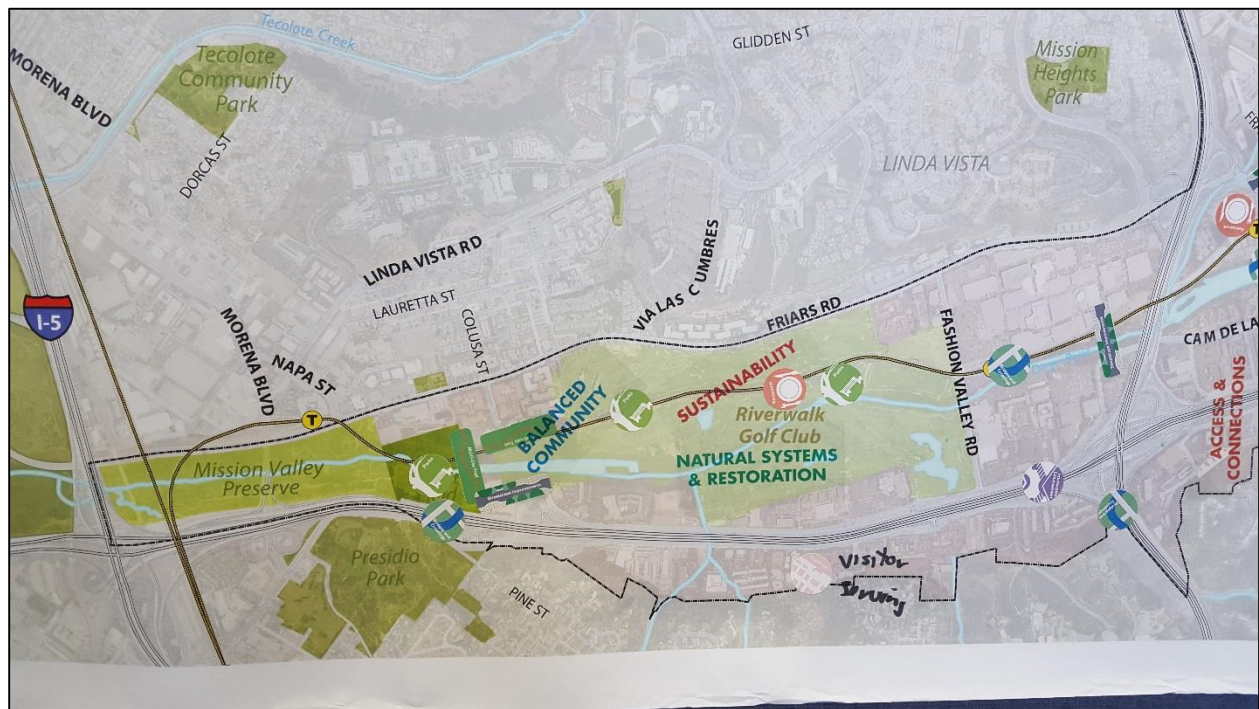 Tecolote Creek
GLIDDEN ST
MORENA BLVD
Tecolote
Community
Park
Mission
Heights
Park
DORCAS ST
LINDA VISTA
LINDA VISTA RD
VIA LAS CUMBRES
LAURETTA ST
I-5
FRIARS RD
COLUSA ST
MORENA BLVD
NAPA ST
FASHION VALLEY RD
CAM DE LA
T
BALANCED
COMMUNITY
SUSTAINABILITY
ACCESS &
CONNECTIONS
Riverwalk
Golf Club
NATURAL SYSTEMS
& RESTORATION
Mission Valley
Preserve
Presidio
Park
PINE ST
Visitor